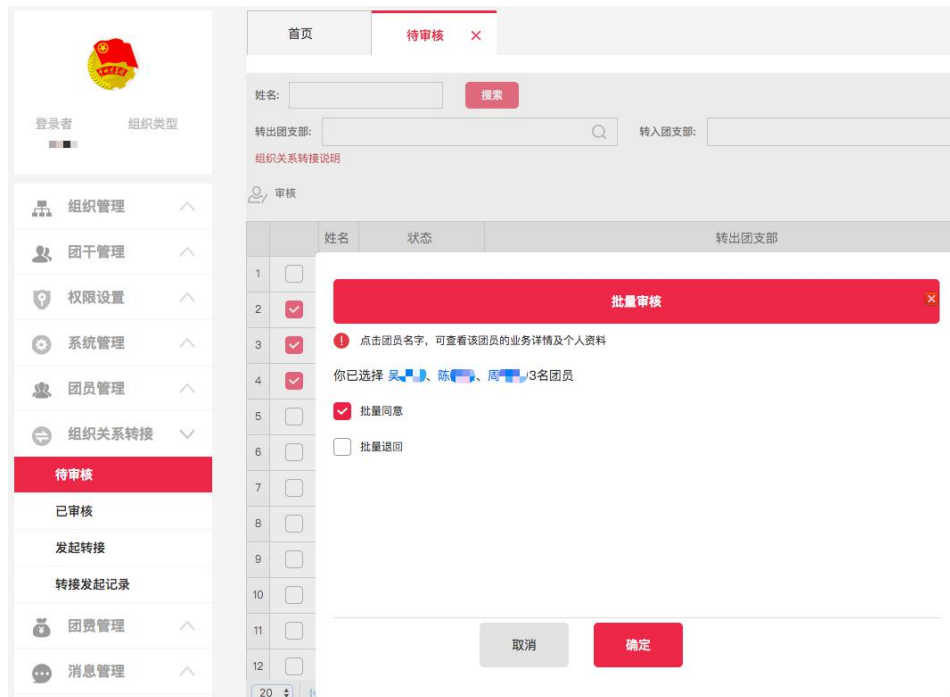 首页
待审核 ×
登录者 组织类型
姓名: 搜索
转出团支部: 转入团支部:
组织关系转接说明
审核
姓名 状态 转出团支部
组织管理
团干管理
权限设置
系统管理
团员管理
组织关系转接
待审核
已审核
发起转接
转接发起记录
团费管理
消息管理
1
2
3
4
5
6
7
8
9
10
11
12
20
批量审核
点击团员名字，可查看该团员的业务详情及个人资料
你已选择 吴、陈、周 3名团员
批量同意
批量退回
取消 确定